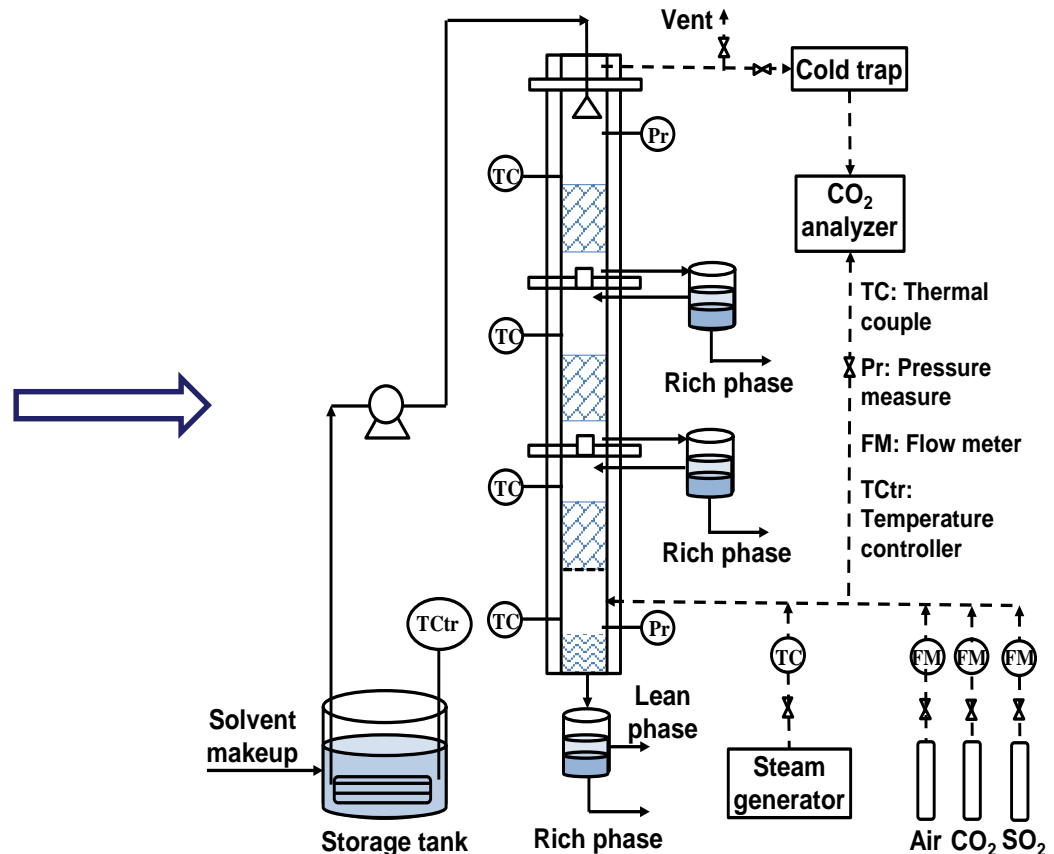 Vent
Cold trap
Pr
TC
CO₂
analyzer
TC: Thermal
couple
TC
Pr: Pressure
measure
Rich phase
FM: Flow meter
TC
TCtr:
Temperature
controller
Rich phase
TCtr
TC
Pr
TC
FM
FM
FM
Lean
phase
Solvent
makeup
Steam
generator
Storage tank
Rich phase
Air
CO₂
SO₂